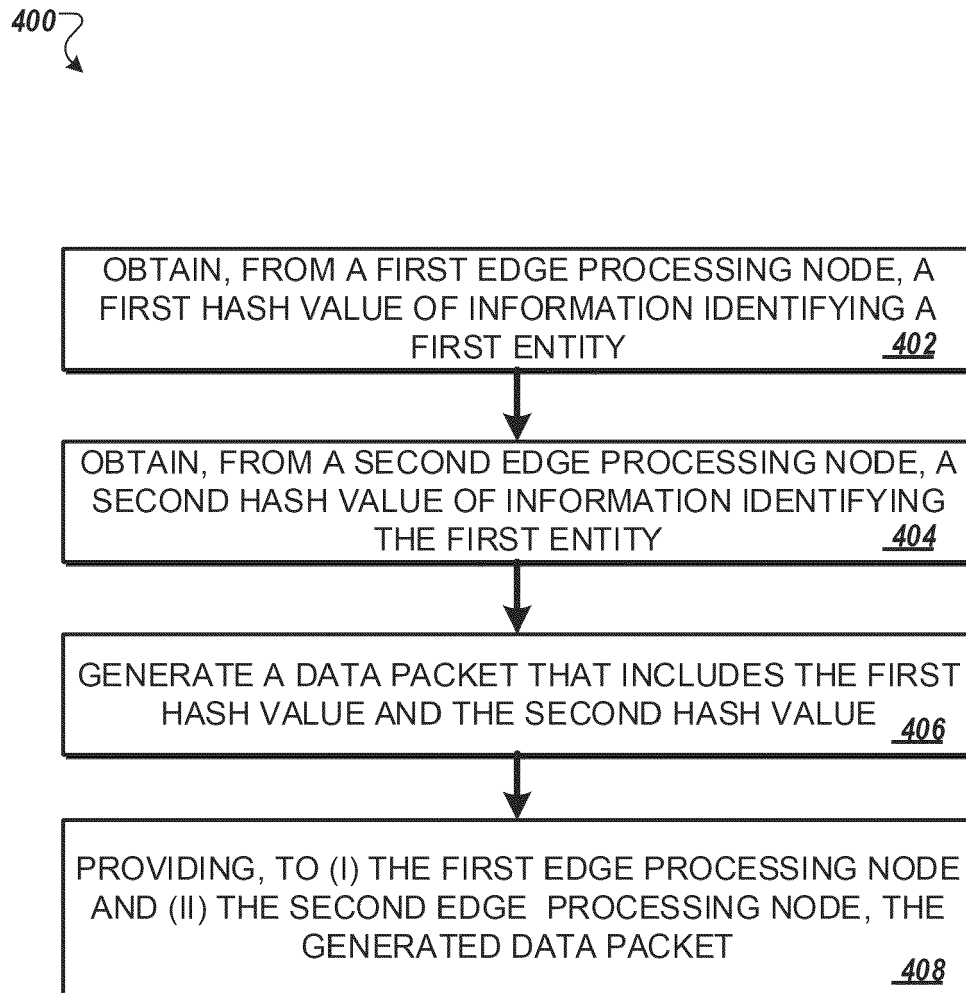 400
OBTAIN, FROM A FIRST EDGE PROCESSING NODE, A
FIRST HASH VALUE OF INFORMATION IDENTIFYING A
FIRST ENTITY 402
OBTAIN, FROM A SECOND EDGE PROCESSING NODE, A
SECOND HASH VALUE OF INFORMATION IDENTIFYING
THE FIRST ENTITY 404
GENERATE A DATA PACKET THAT INCLUDES THE FIRST
HASH VALUE AND THE SECOND HASH VALUE 406
PROVIDING, TO (I) THE FIRST EDGE PROCESSING NODE
AND (II) THE SECOND EDGE PROCESSING NODE, THE
GENERATED DATA PACKET
408